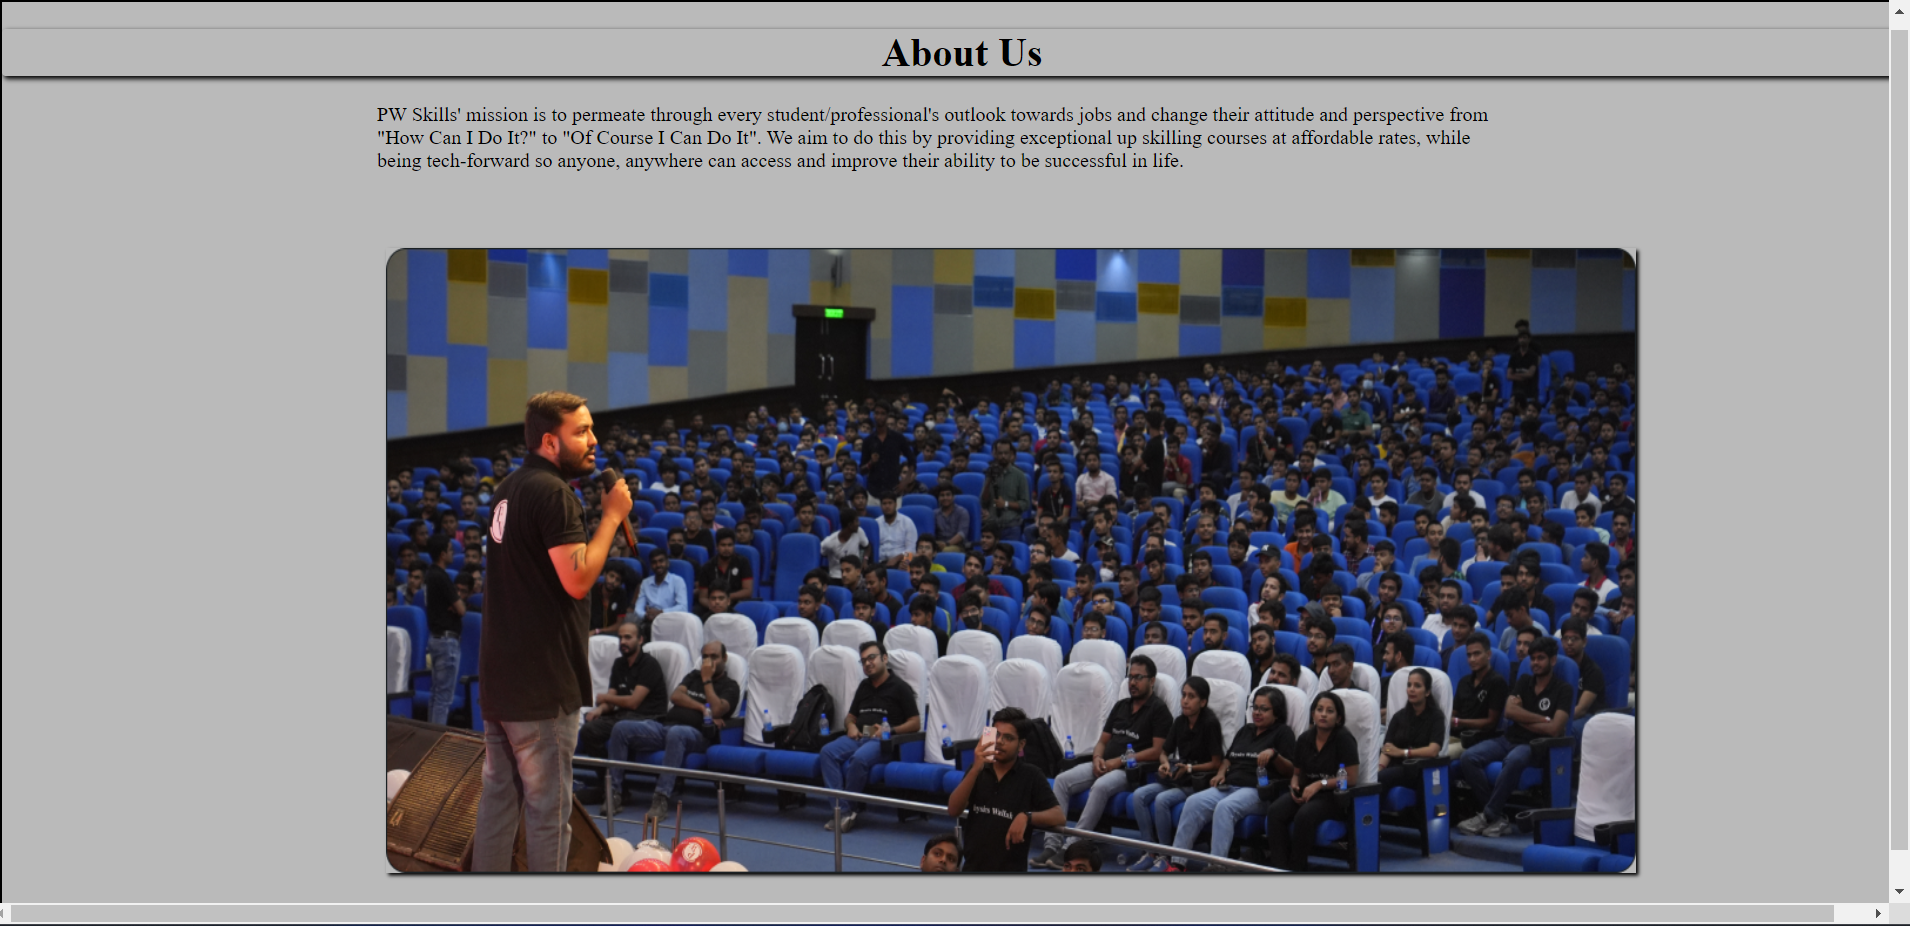 About Us
PW Skills' mission is to permeate through every student/professional's outlook towards jobs and change their attitude and perspective from
"How Can I Do It?" to "Of Course I Can Do It". We aim to do this by providing exceptional up skilling courses at affordable rates, while
being tech-forward so anyone, anywhere can access and improve their ability to be successful in life.